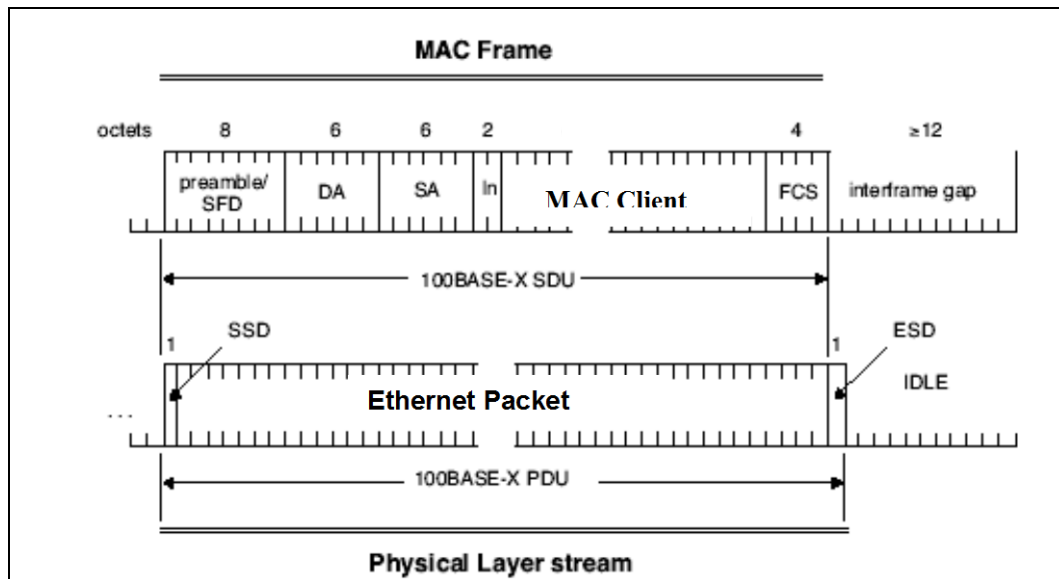 MAC Frame
octets 8 6 6 2 4 ≥12
preamble/
SFD
DA SA ln MAC Client FCS interframe gap
100BASE-X SDU
1 SSD 1 ESD
... Ethernet Packet IDLE
100BASE-X PDU
Physical Layer stream